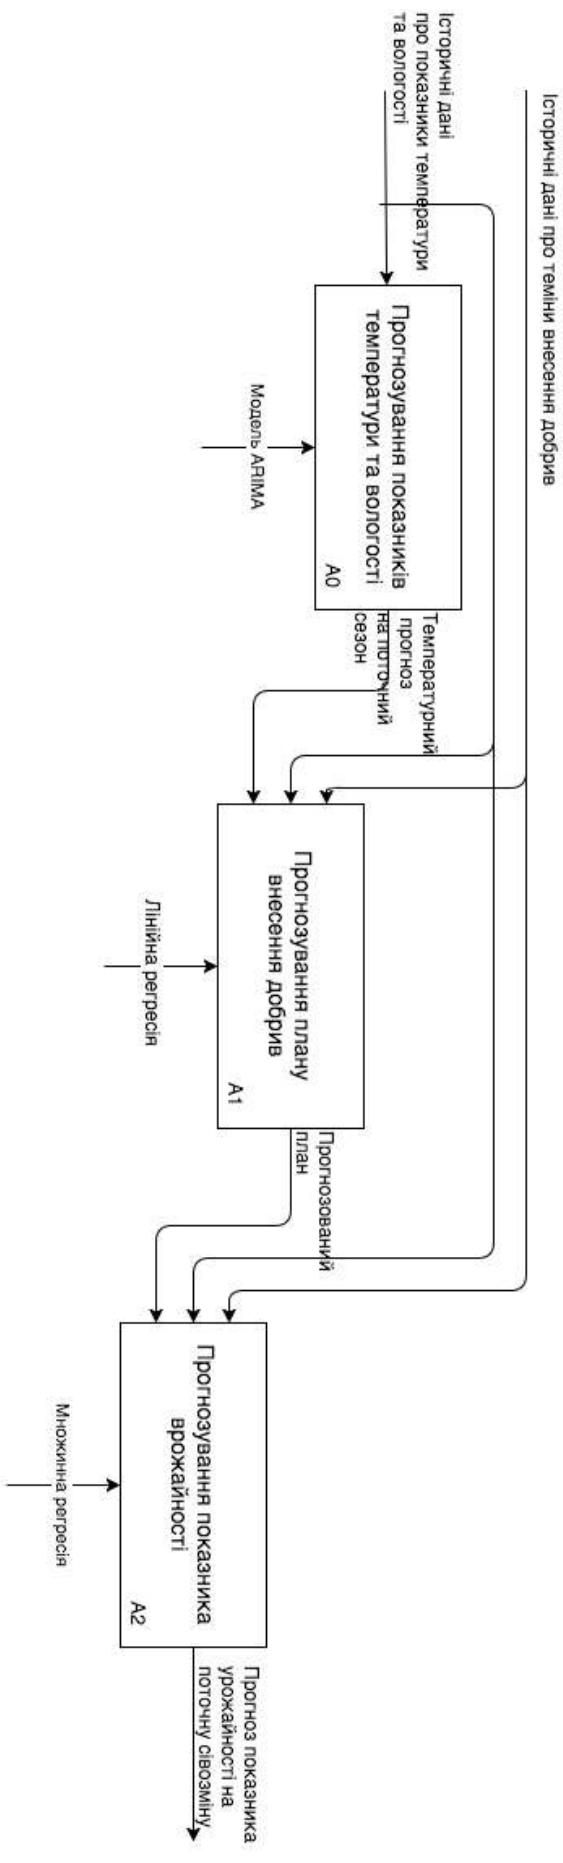 Історичні дані про теміни внесення добрив
Історичні дані
про показники температури
та вологості
Прогнозування показників
температури та вологості
A0
Модель ARIMA
Температурний
прогноз
на поточний
сезон
Прогнозування плану
внесення добрив
A1
Лінійна регресія
Прогнозований
план
Прогнозування показника
врожайності
A2
Множинна регресія
Прогноз показника
урожайності на
поточну сівозміну